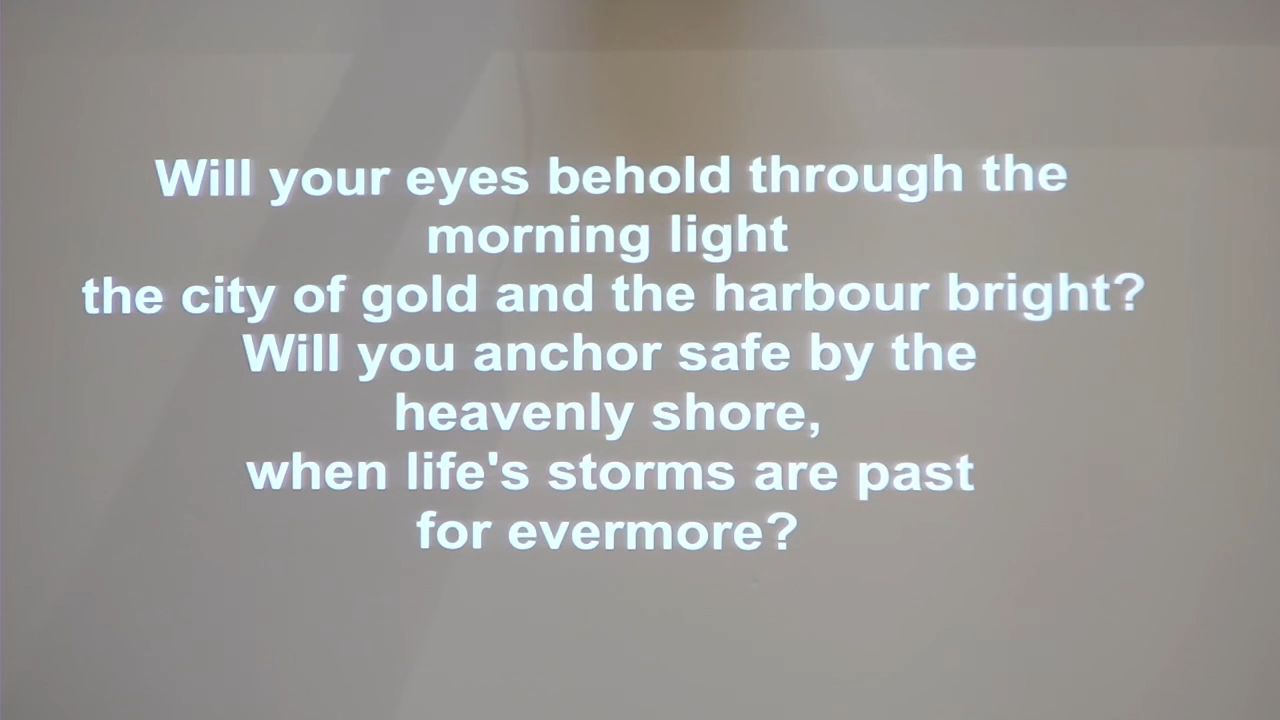 Will your eyes behold through the
morning light
the city of gold and the harbour bright?
Will you anchor safe by the
heavenly shore,
when life's storms are past
for evermore?